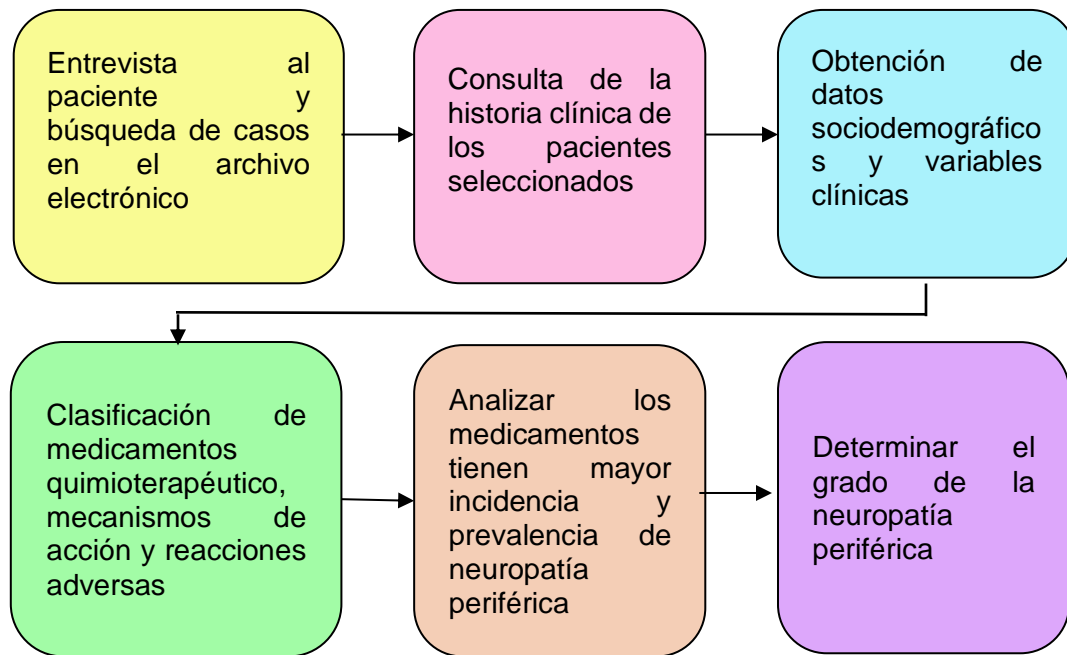 Entrevista al
paciente y
búsqueda de casos
en el archivo
electrónico
Consulta de la
historia clínica de
los pacientes
seleccionados
Obtención de
datos
sociodemográfico
s y variables
clínicas
Clasificación de
medicamentos
quimioterapéutico,
mecanismos de
acción y reacciones
adversas
Analizar los
medicamentos
tienen mayor
incidencia y
prevalencia de
neuropatía
periférica
Determinar el
grado de la
neuropatía
periférica